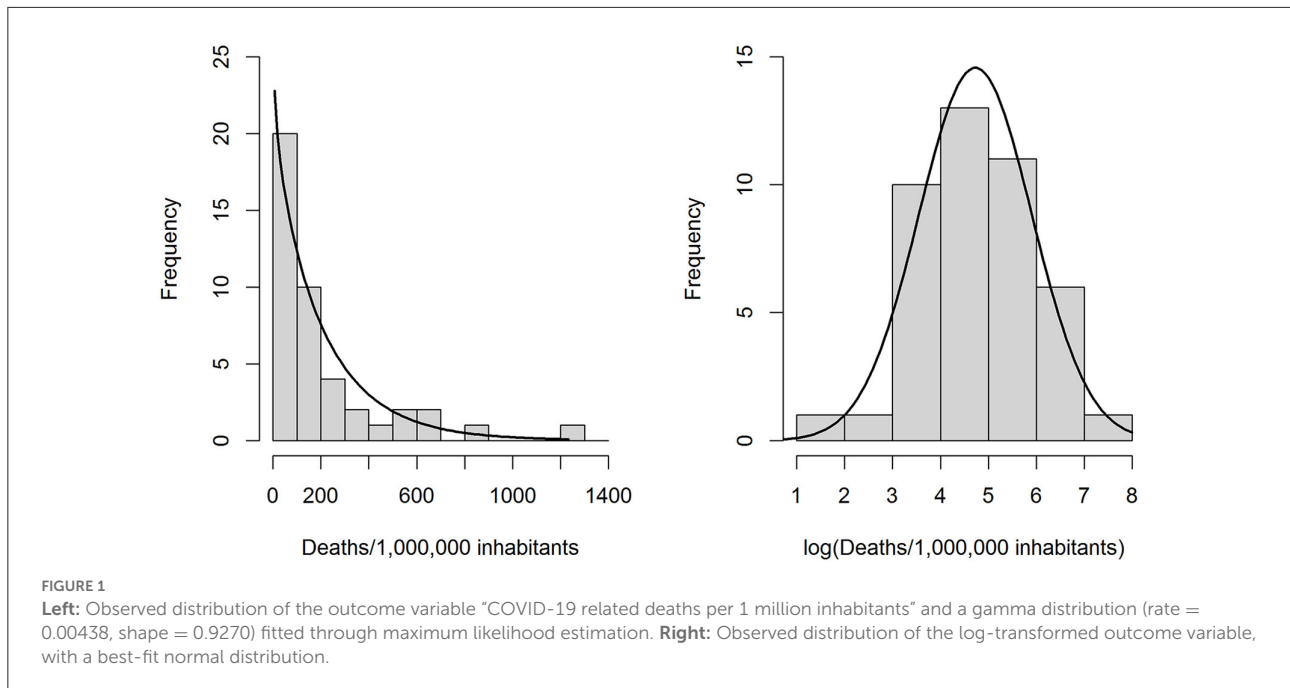 25
20
15
10
5
0
Frequency
0 200 600 1000 1400
Deaths/1,000,000 inhabitants
15
10
5
0
Frequency
1 2 3 4 5 6 7 8
log(Deaths/1,000,000 inhabitants)
FIGURE 1
Left: Observed distribution of the outcome variable “COVID-19 related deaths per 1 million inhabitants” and a gamma distribution (rate =
0.00438, shape = 0.9270) fitted through maximum likelihood estimation. Right: Observed distribution of the log-transformed outcome variable,
with a best-fit normal distribution.